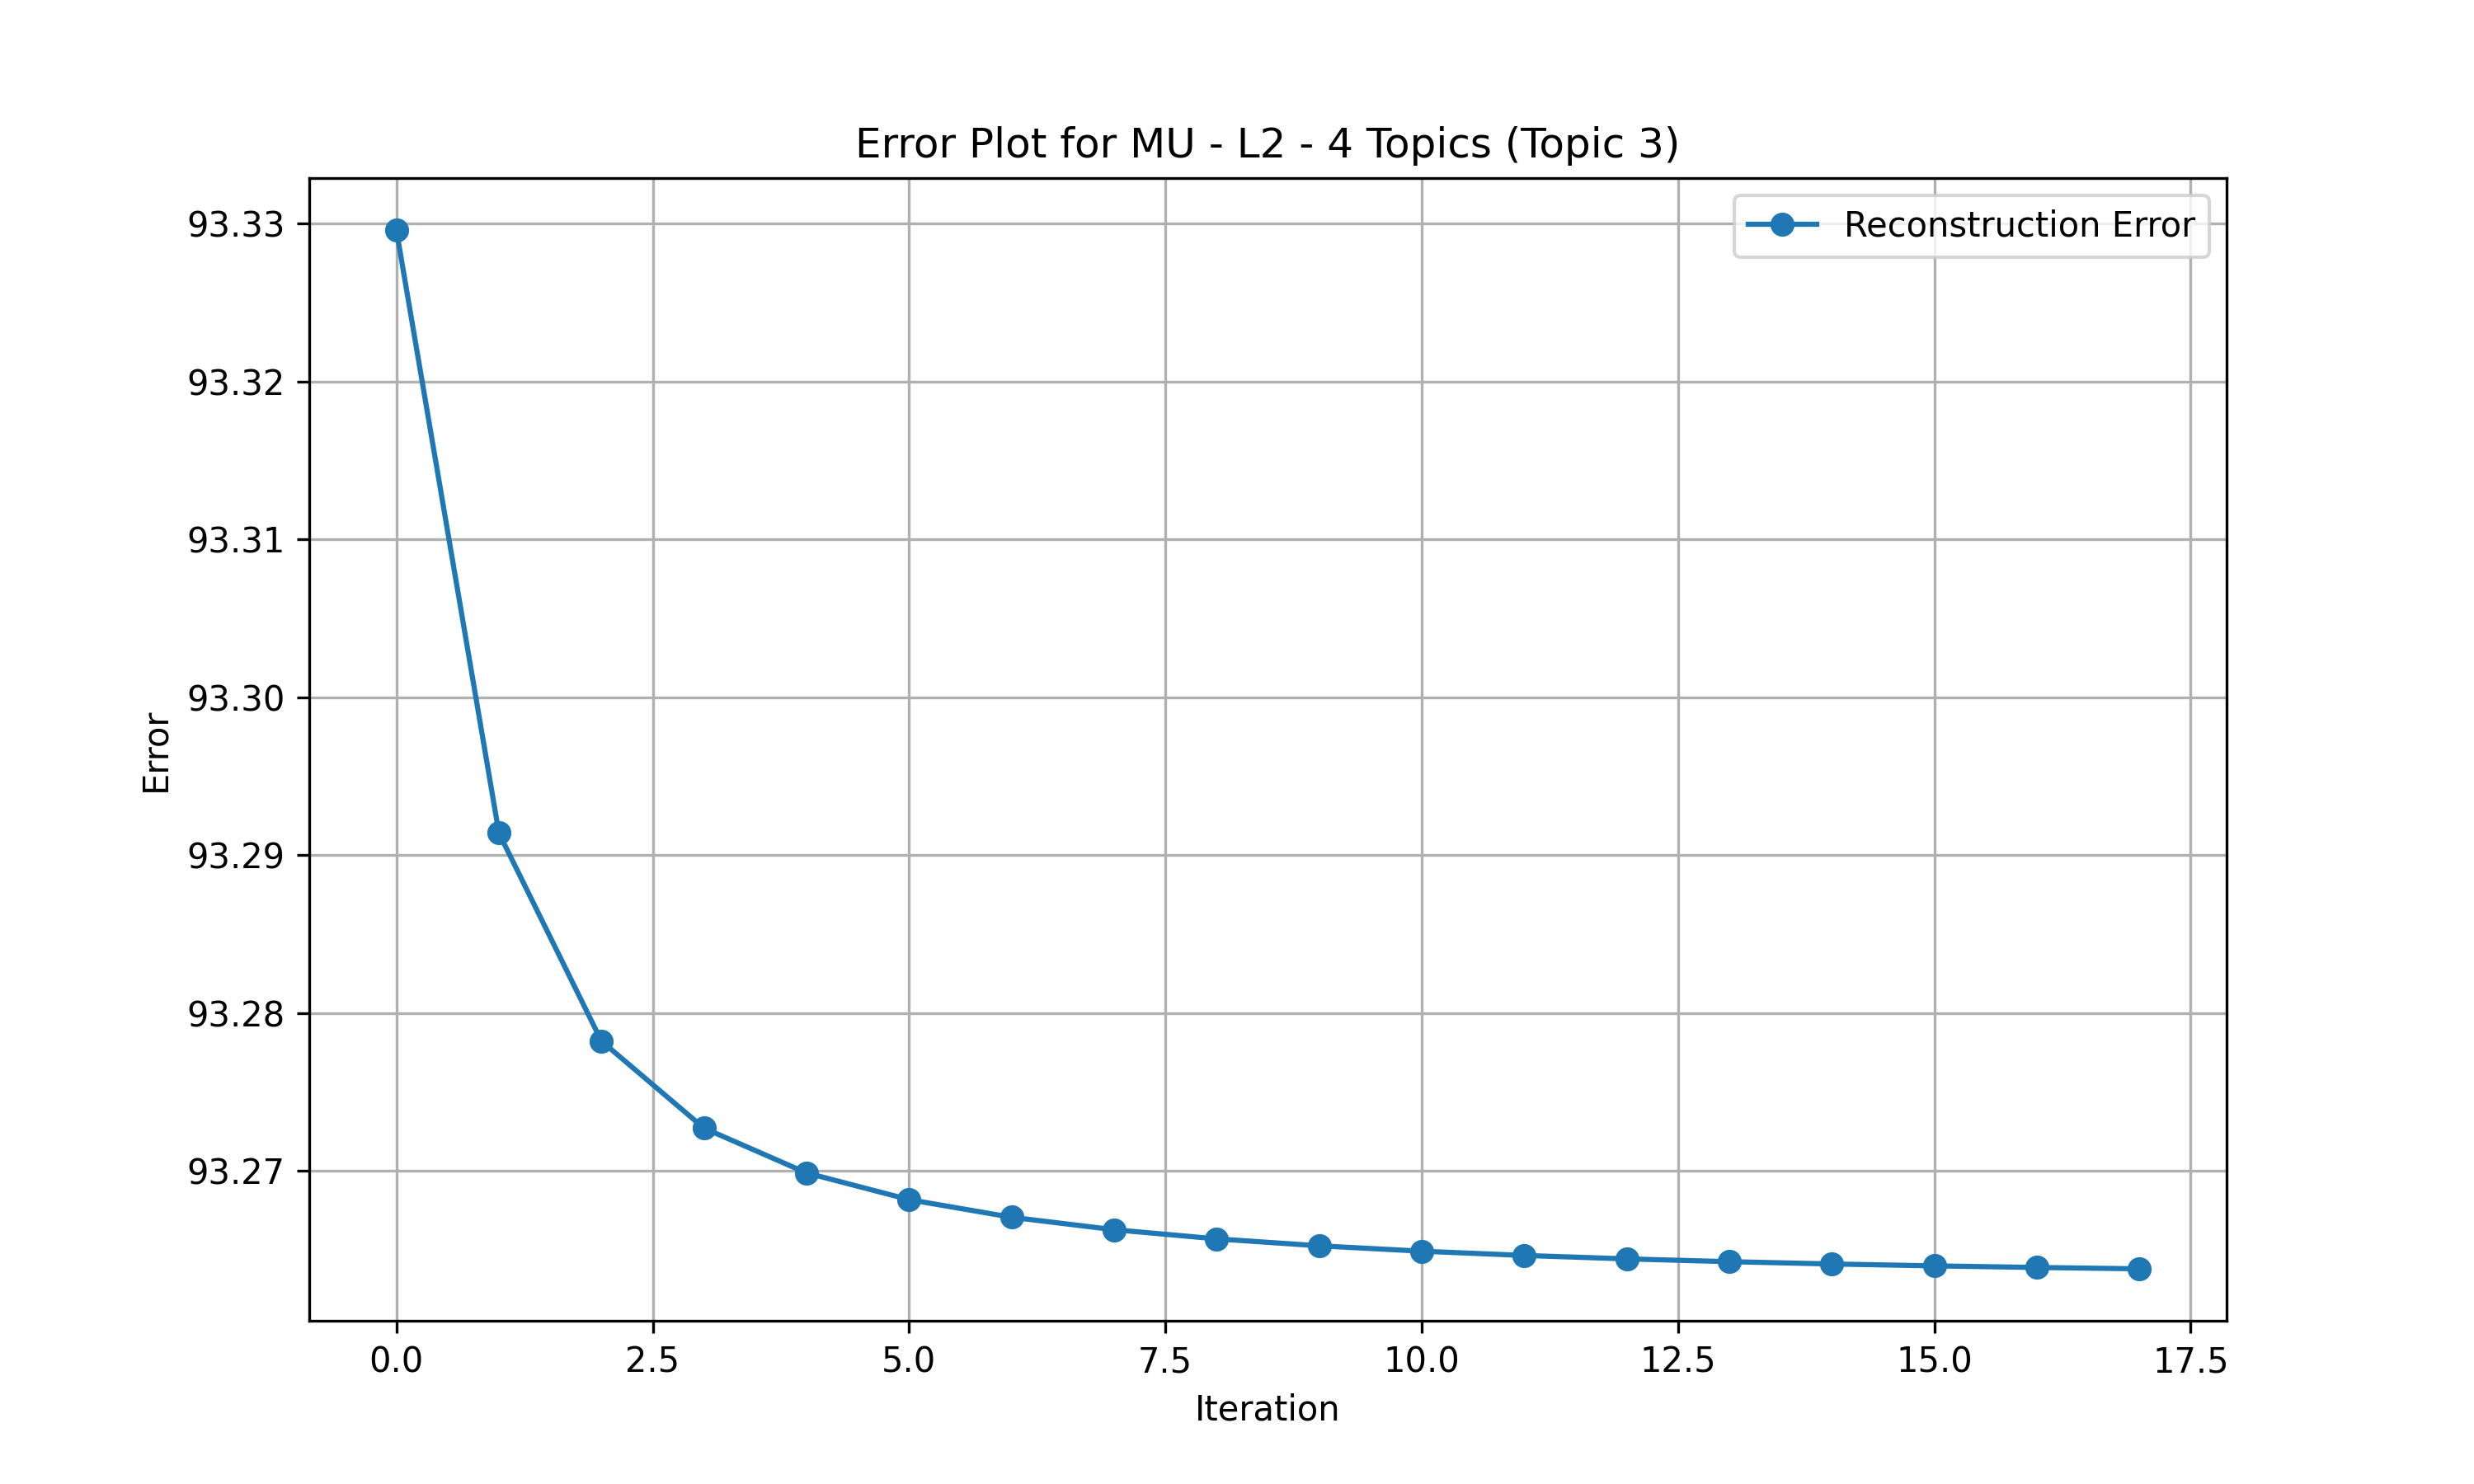 Error Plot for MU - L2 - 4 Topics (Topic 3)
Reconstruction Error
93.33
93.32
93.31
93.30
93.29
93.28
93.27
Error
0.0 2.5 5.0 7.5 10.0 12.5 15.0 17.5
Iteration